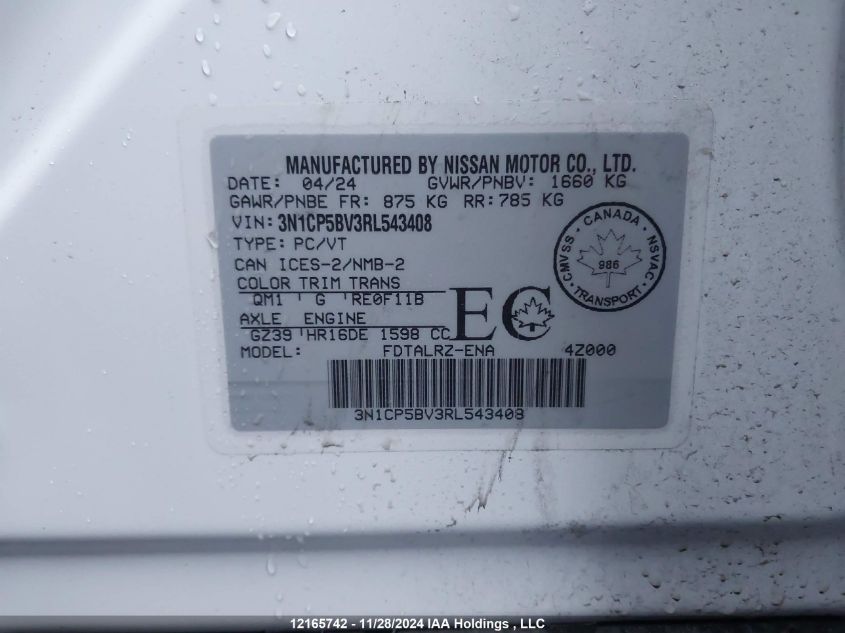 MANUFACTURED BY NISSAN MOTOR CO., LTD.
DATE: 04/24 GVWR/PNBV: 1660 KG
GAWR/PNBE FR: 875 KG RR: 785 KG
VIN: 3N1CP5BV3RL543408
TYPE: PC/VT
CAN ICES-2/NMB-2
COLOR TRIM TRANS
QM1 G RE0F11B
AXLE ENGINE
GZ39 HR16DE 1598 CC
EC
MODEL: FDTALRZ-ENA 4Z000
3N1CP5BV3RL543408
CMVSS · CANADA · NSVAC
986
· TRANSPORT ·
12165742 - 11/28/2024 IAA Holdings , LLC